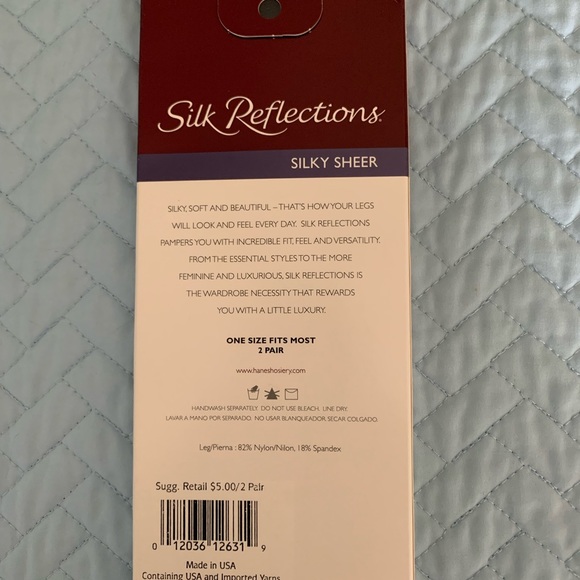 Silk Reflections.
SILKY SHEER
SILKY, SOFT AND BEAUTIFUL – THAT'S HOW YOUR LEGS
WILL LOOK AND FEEL EVERY DAY. SILK REFLECTIONS
PAMPERS YOU WITH INCREDIBLE FIT, FEEL AND VERSATILITY.
FROM THE ESSENTIAL STYLES TO THE MORE
FEMININE AND LUXURIOUS, SILK REFLECTIONS IS
THE WARDROBE NECESSITY THAT REWARDS
YOU WITH A LITTLE LUXURY.
ONE SIZE FITS MOST
2 PAIR
www.haneshosiery.com
HANDWASH SEPARATELY. DO NOT USE BLEACH. LINE DRY.
LAVAR A MANO POR SEPARADO. NO USAR BLANQUEADOR. SECAR COLGADO.
Leg/Pierna : 82% Nylon/Nilon, 18% Spandex
Sugg. Retail $5.00/2 Pair
0 12036 12631 9
Made in USA
Containing USA and Imported Yarns